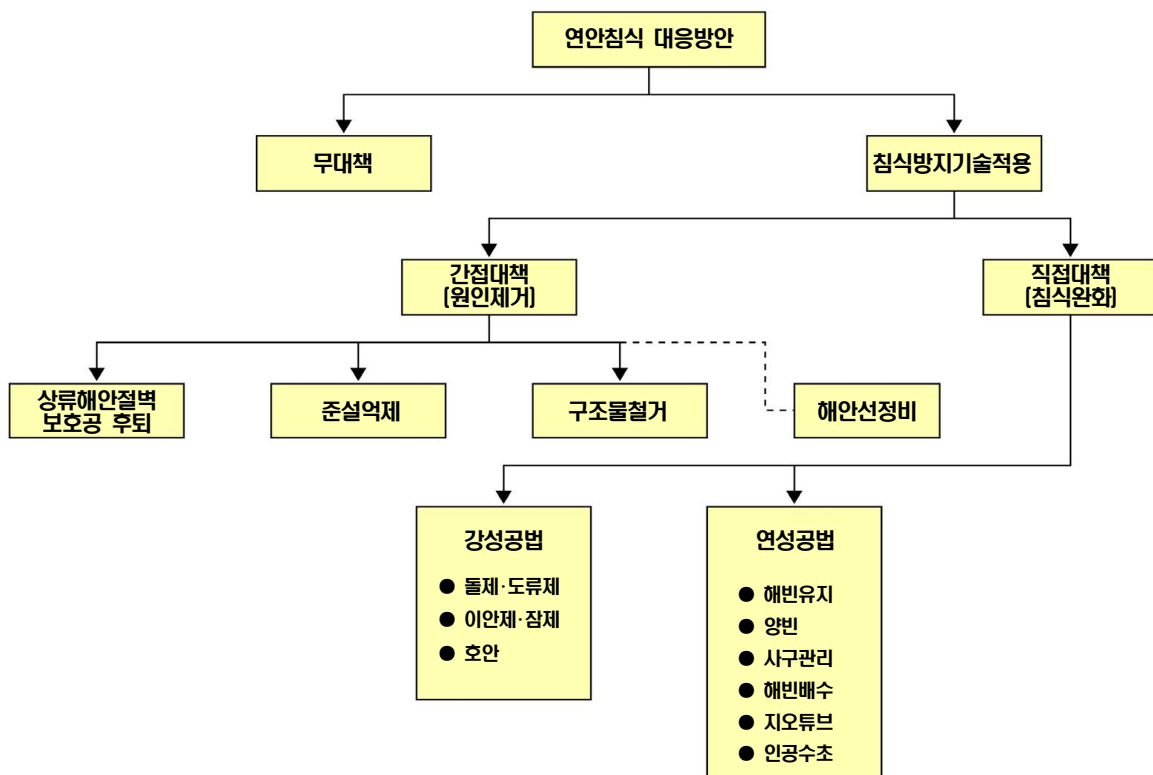 연안침식 대응방안
무대책
침식방지기술적용
간접대책
(원인제거)
직접대책
(침식완화)
상류해안절벽
보호공 후퇴
준설억제
구조물철거
해안선정비
강성공법
● 돌제·도류제
● 이안제·잠제
● 호안
연성공법
● 해빈유지
● 양빈
● 사구관리
● 해빈배수
● 지오튜브
● 인공수초